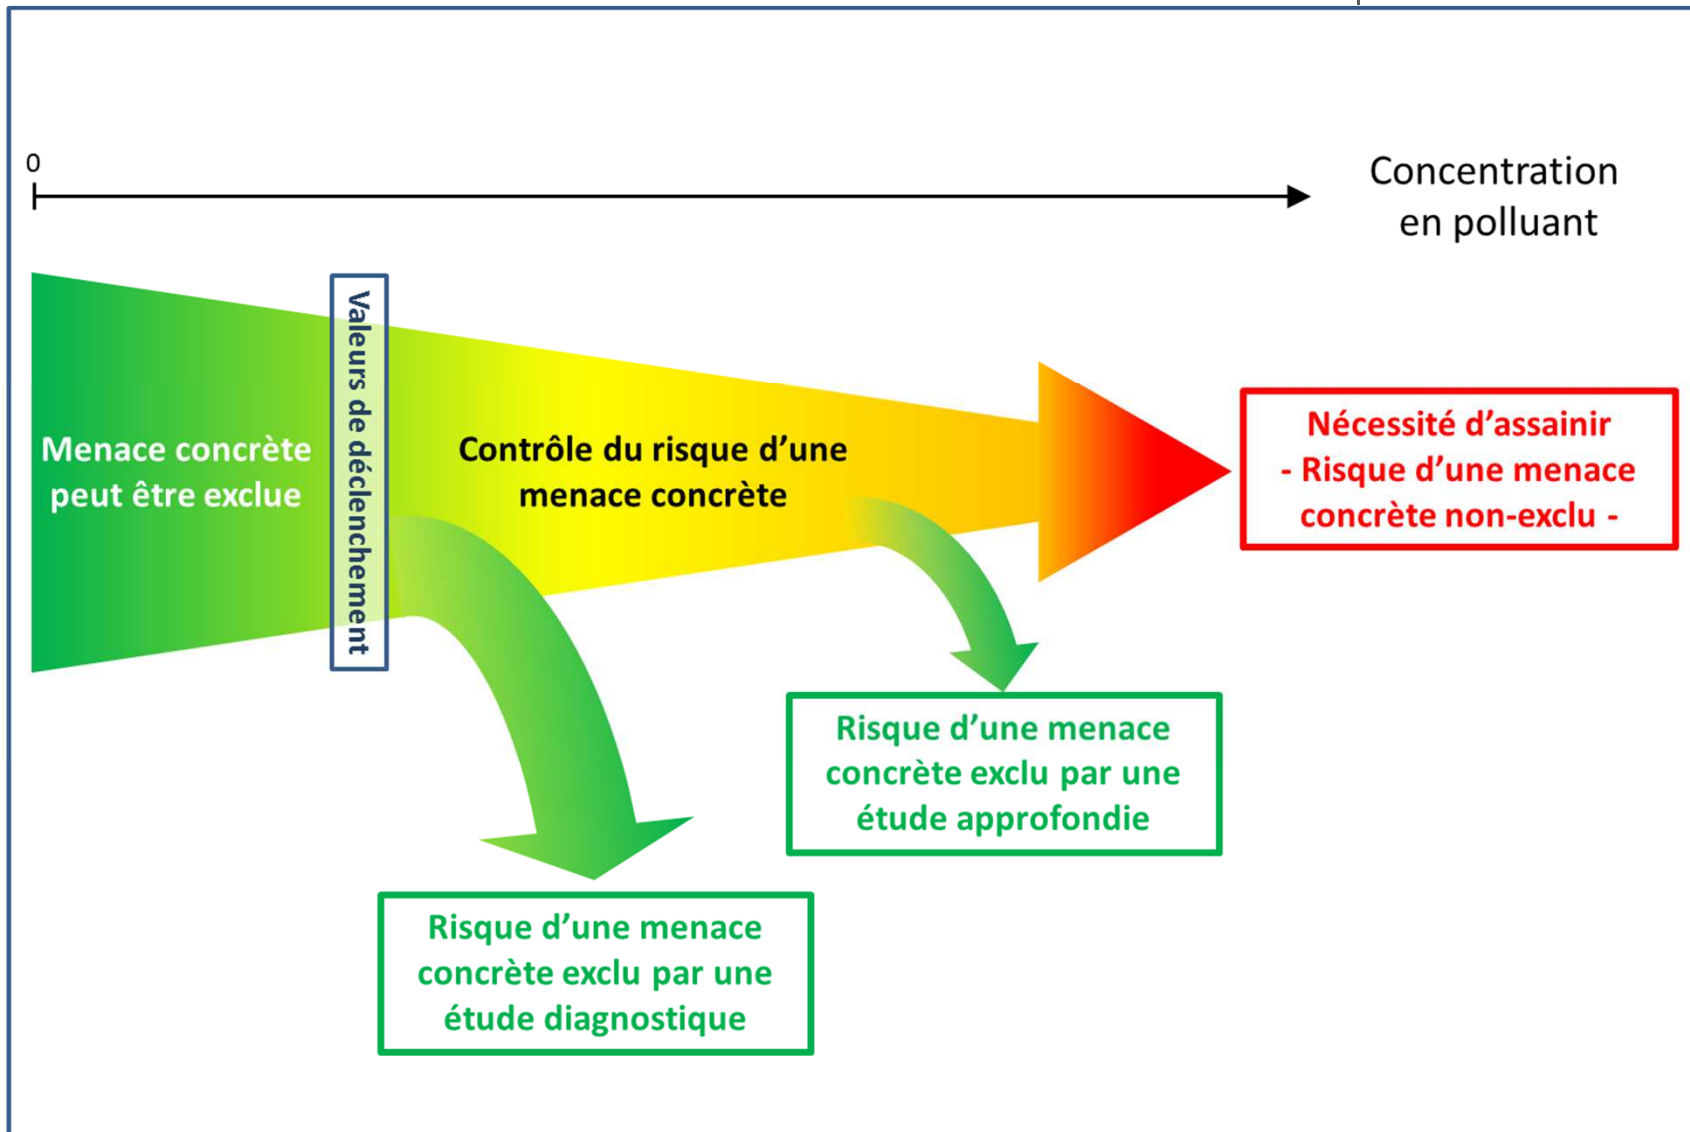 0
Concentration
en polluant
Valeurs de déclenchement
Menace concrète
peut être exclue
Contrôle du risque d’une
menace concrète
Nécessité d’assainir
- Risque d’une menace
concrète non-exclu -
Risque d’une menace
concrète exclu par une
étude approfondie
Risque d’une menace
concrète exclu par une
étude diagnostique